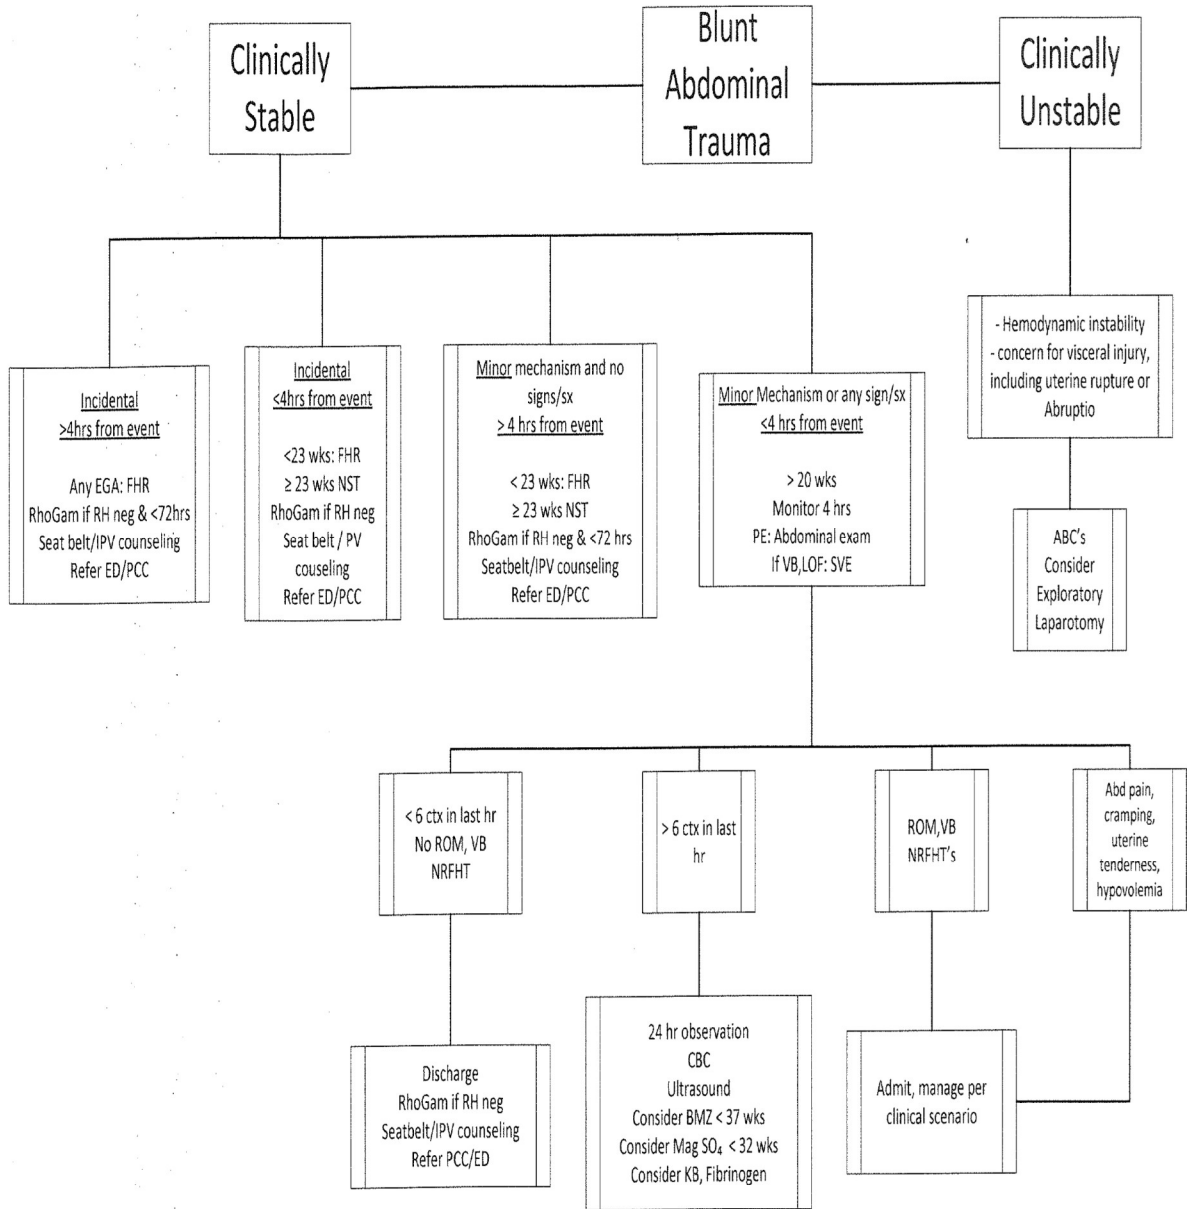 Blunt
Abdominal
Trauma
Clinically
Stable
Clinically
Unstable
Incidental
>4hrs from event
Any EGA: FHR
RhoGam if RH neg & <72hrs
Seat belt/IPV counseling
Refer ED/PCC
Incidental
<4hrs from event
<23 wks: FHR
≥ 23 wks NST
RhoGam if RH neg
Seat belt / PV
couseling
Refer ED/PCC
Minor mechanism and no
signs/sx
> 4 hrs from event
< 23 wks: FHR
≥ 23 wks NST
RhoGam if RH neg & <72 hrs
Seatbelt/IPV counseling
Refer ED/PCC
Minor Mechanism or any sign/sx
<4 hrs from event
> 20 wks
Monitor 4 hrs
PE: Abdominal exam
If VB,LOF: SVE
- Hemodynamic instability
- concern for visceral injury,
including uterine rupture or
Abruptio
ABC's
Consider
Exploratory
Laparotomy
< 6 ctx in last hr
No ROM, VB
NRFHT
> 6 ctx in last
hr
ROM,VB
NRFHT's
Abd pain,
cramping,
uterine
tenderness,
hypovolemia
Discharge
RhoGam if RH neg
Seatbelt/IPV counseling
Refer PCC/ED
24 hr observation
CBC
Ultrasound
Consider BMZ < 37 wks
Consider Mag SO₄ < 32 wks
Consider KB, Fibrinogen
Admit, manage per
clinical scenario